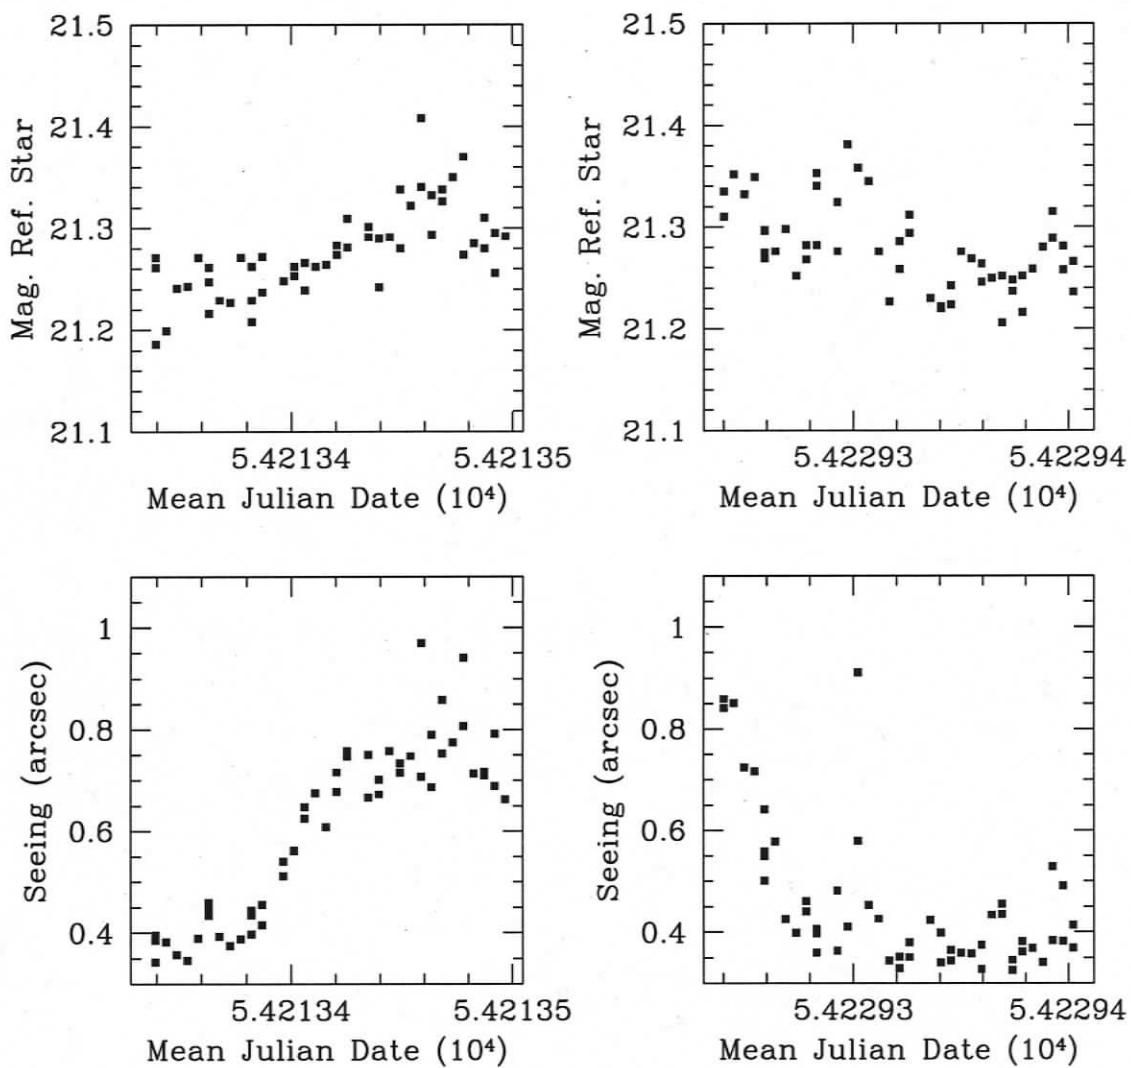 21.5
21.4
21.3
21.2
21.1
Mag. Ref. Star
5.42134 5.42135
Mean Julian Date (10⁴)
21.5
21.4
21.3
21.2
21.1
Mag. Ref. Star
5.42293 5.42294
Mean Julian Date (10⁴)
1
0.8
0.6
0.4
Seeing (arcsec)
5.42134 5.42135
Mean Julian Date (10⁴)
1
0.8
0.6
0.4
Seeing (arcsec)
5.42293 5.42294
Mean Julian Date (10⁴)